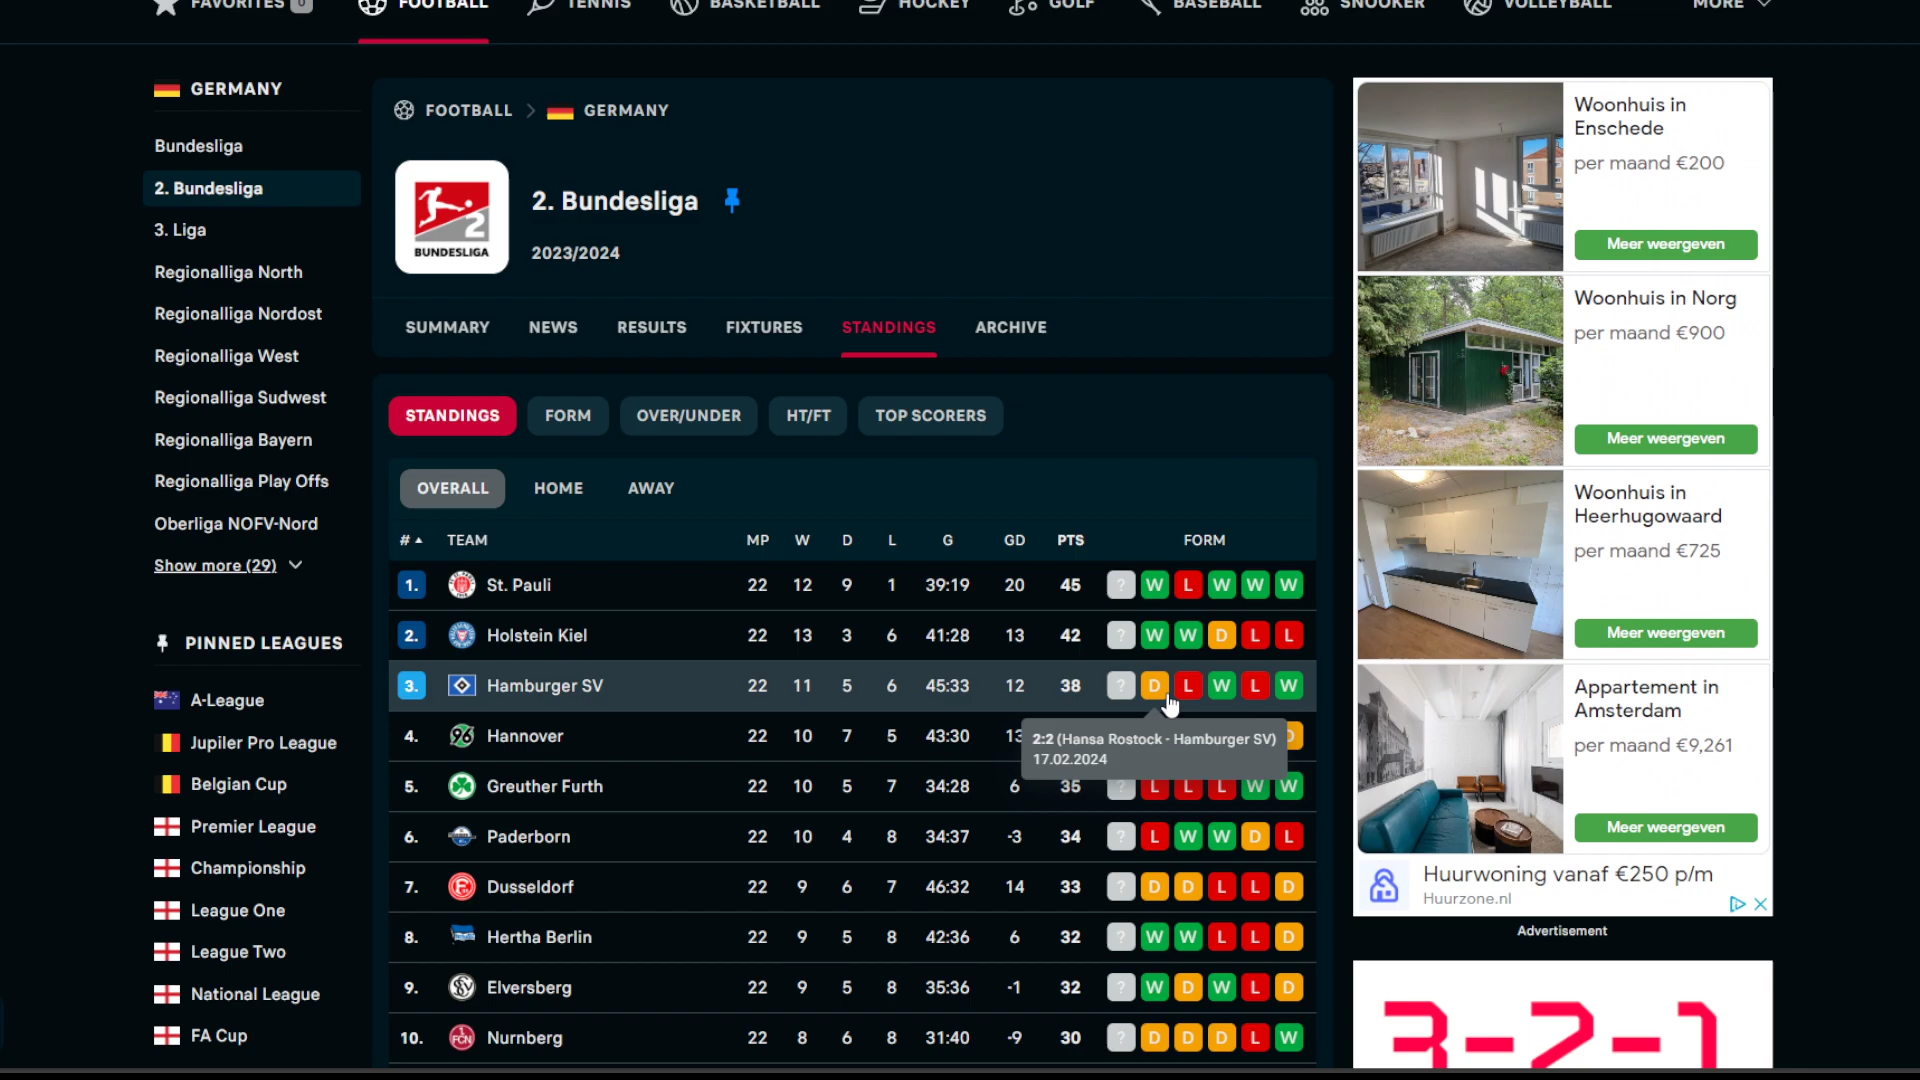 FAVORITES 0 FOOTBALL TENNIS BASKETBALL HOCKEY GOLF BASEBALL SNOOKER VOLLEYBALL MORE
GERMANY
Bundesliga
2. Bundesliga
3. Liga
Regionalliga North
Regionalliga Nordost
Regionalliga West
Regionalliga Sudwest
Regionalliga Bayern
Regionalliga Play Offs
Oberliga NOFV-Nord
Show more (29)
PINNED LEAGUES
A-League
Jupiler Pro League
Belgian Cup
Premier League
Championship
League One
League Two
National League
FA Cup
FOOTBALL GERMANY
2
BUNDESLIGA
2. Bundesliga
2023/2024
SUMMARY NEWS RESULTS FIXTURES STANDINGS ARCHIVE
STANDINGS FORM OVER/UNDER HT/FT TOP SCORERS
OVERALL HOME AWAY
# TEAM MP W D L G GD PTS FORM
1. St. Pauli 22 12 9 1 39:19 20 45 ? W L W W W
2. Holstein Kiel 22 13 3 6 41:28 13 42 ? W W D L L
3. Hamburger SV 22 11 5 6 45:33 12 38 ? D L W L W
4. 96 Hannover 22 10 7 5 43:30 13 D
2:2 (Hansa Rostock - Hamburger SV)
17.02.2024
5. Greuther Furth 22 10 5 7 34:28 6 35 ? L L L W W
6. Paderborn 22 10 4 8 34:37 -3 34 ? L W W D L
7. Dusseldorf 22 9 6 7 46:32 14 33 ? D D L L D
8. Hertha Berlin 22 9 5 8 42:36 6 32 ? W W L L D
9. Elversberg 22 9 5 8 35:36 -1 32 ? W D W L D
10. FCN Nurnberg 22 8 6 8 31:40 -9 30 ? D D D L W
Woonhuis in
Enschede
per maand €200
Meer weergeven
Woonhuis in Norg
per maand €900
Meer weergeven
Woonhuis in
Heerhugowaard
per maand €725
Meer weergeven
Appartement in
Amsterdam
per maand €9,261
Meer weergeven
Huurwoning vanaf €250 p/m
Huurzone.nl
Advertisement
3-2-1